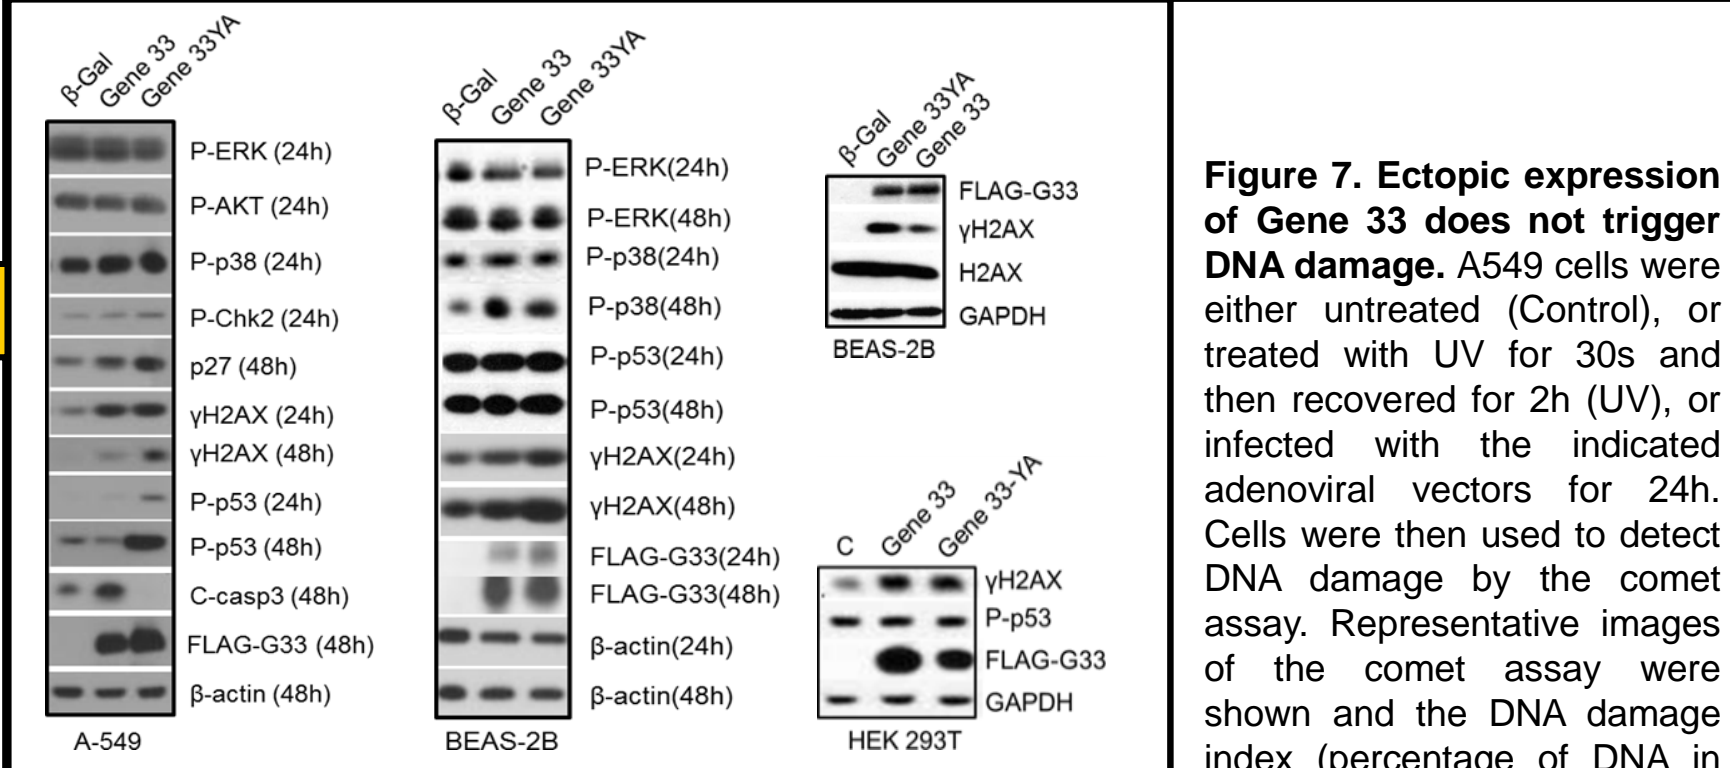 β-Gal
Gene 33
Gene 33YA
P-ERK (24h)
P-AKT (24h)
P-p38 (24h)
P-Chk2 (24h)
p27 (48h)
γH2AX (24h)
γH2AX (48h)
P-p53 (24h)
P-p53 (48h)
C-casp3 (48h)
FLAG-G33 (48h)
β-actin (48h)
A-549
β-Gal
Gene 33
Gene 33YA
P-ERK(24h)
P-ERK(48h)
P-p38(24h)
P-p38(48h)
P-p53(24h)
P-p53(48h)
γH2AX(24h)
γH2AX(48h)
FLAG-G33(24h)
FLAG-G33(48h)
β-actin(24h)
β-actin(48h)
BEAS-2B
β-Gal
Gene 33YA
Gene 33
FLAG-G33
γH2AX
H2AX
GAPDH
BEAS-2B
C
Gene 33
Gene 33-YA
γH2AX
P-p53
FLAG-G33
GAPDH
HEK 293T
Figure 7. Ectopic expression
of Gene 33 does not trigger
DNA damage. A549 cells were
either untreated (Control), or
treated with UV for 30s and
then recovered for 2h (UV), or
infected with the indicated
adenoviral vectors for 24h.
Cells were then used to detect
DNA damage by the comet
assay. Representative images
of the comet assay were
shown and the DNA damage
index (percentage of DNA in